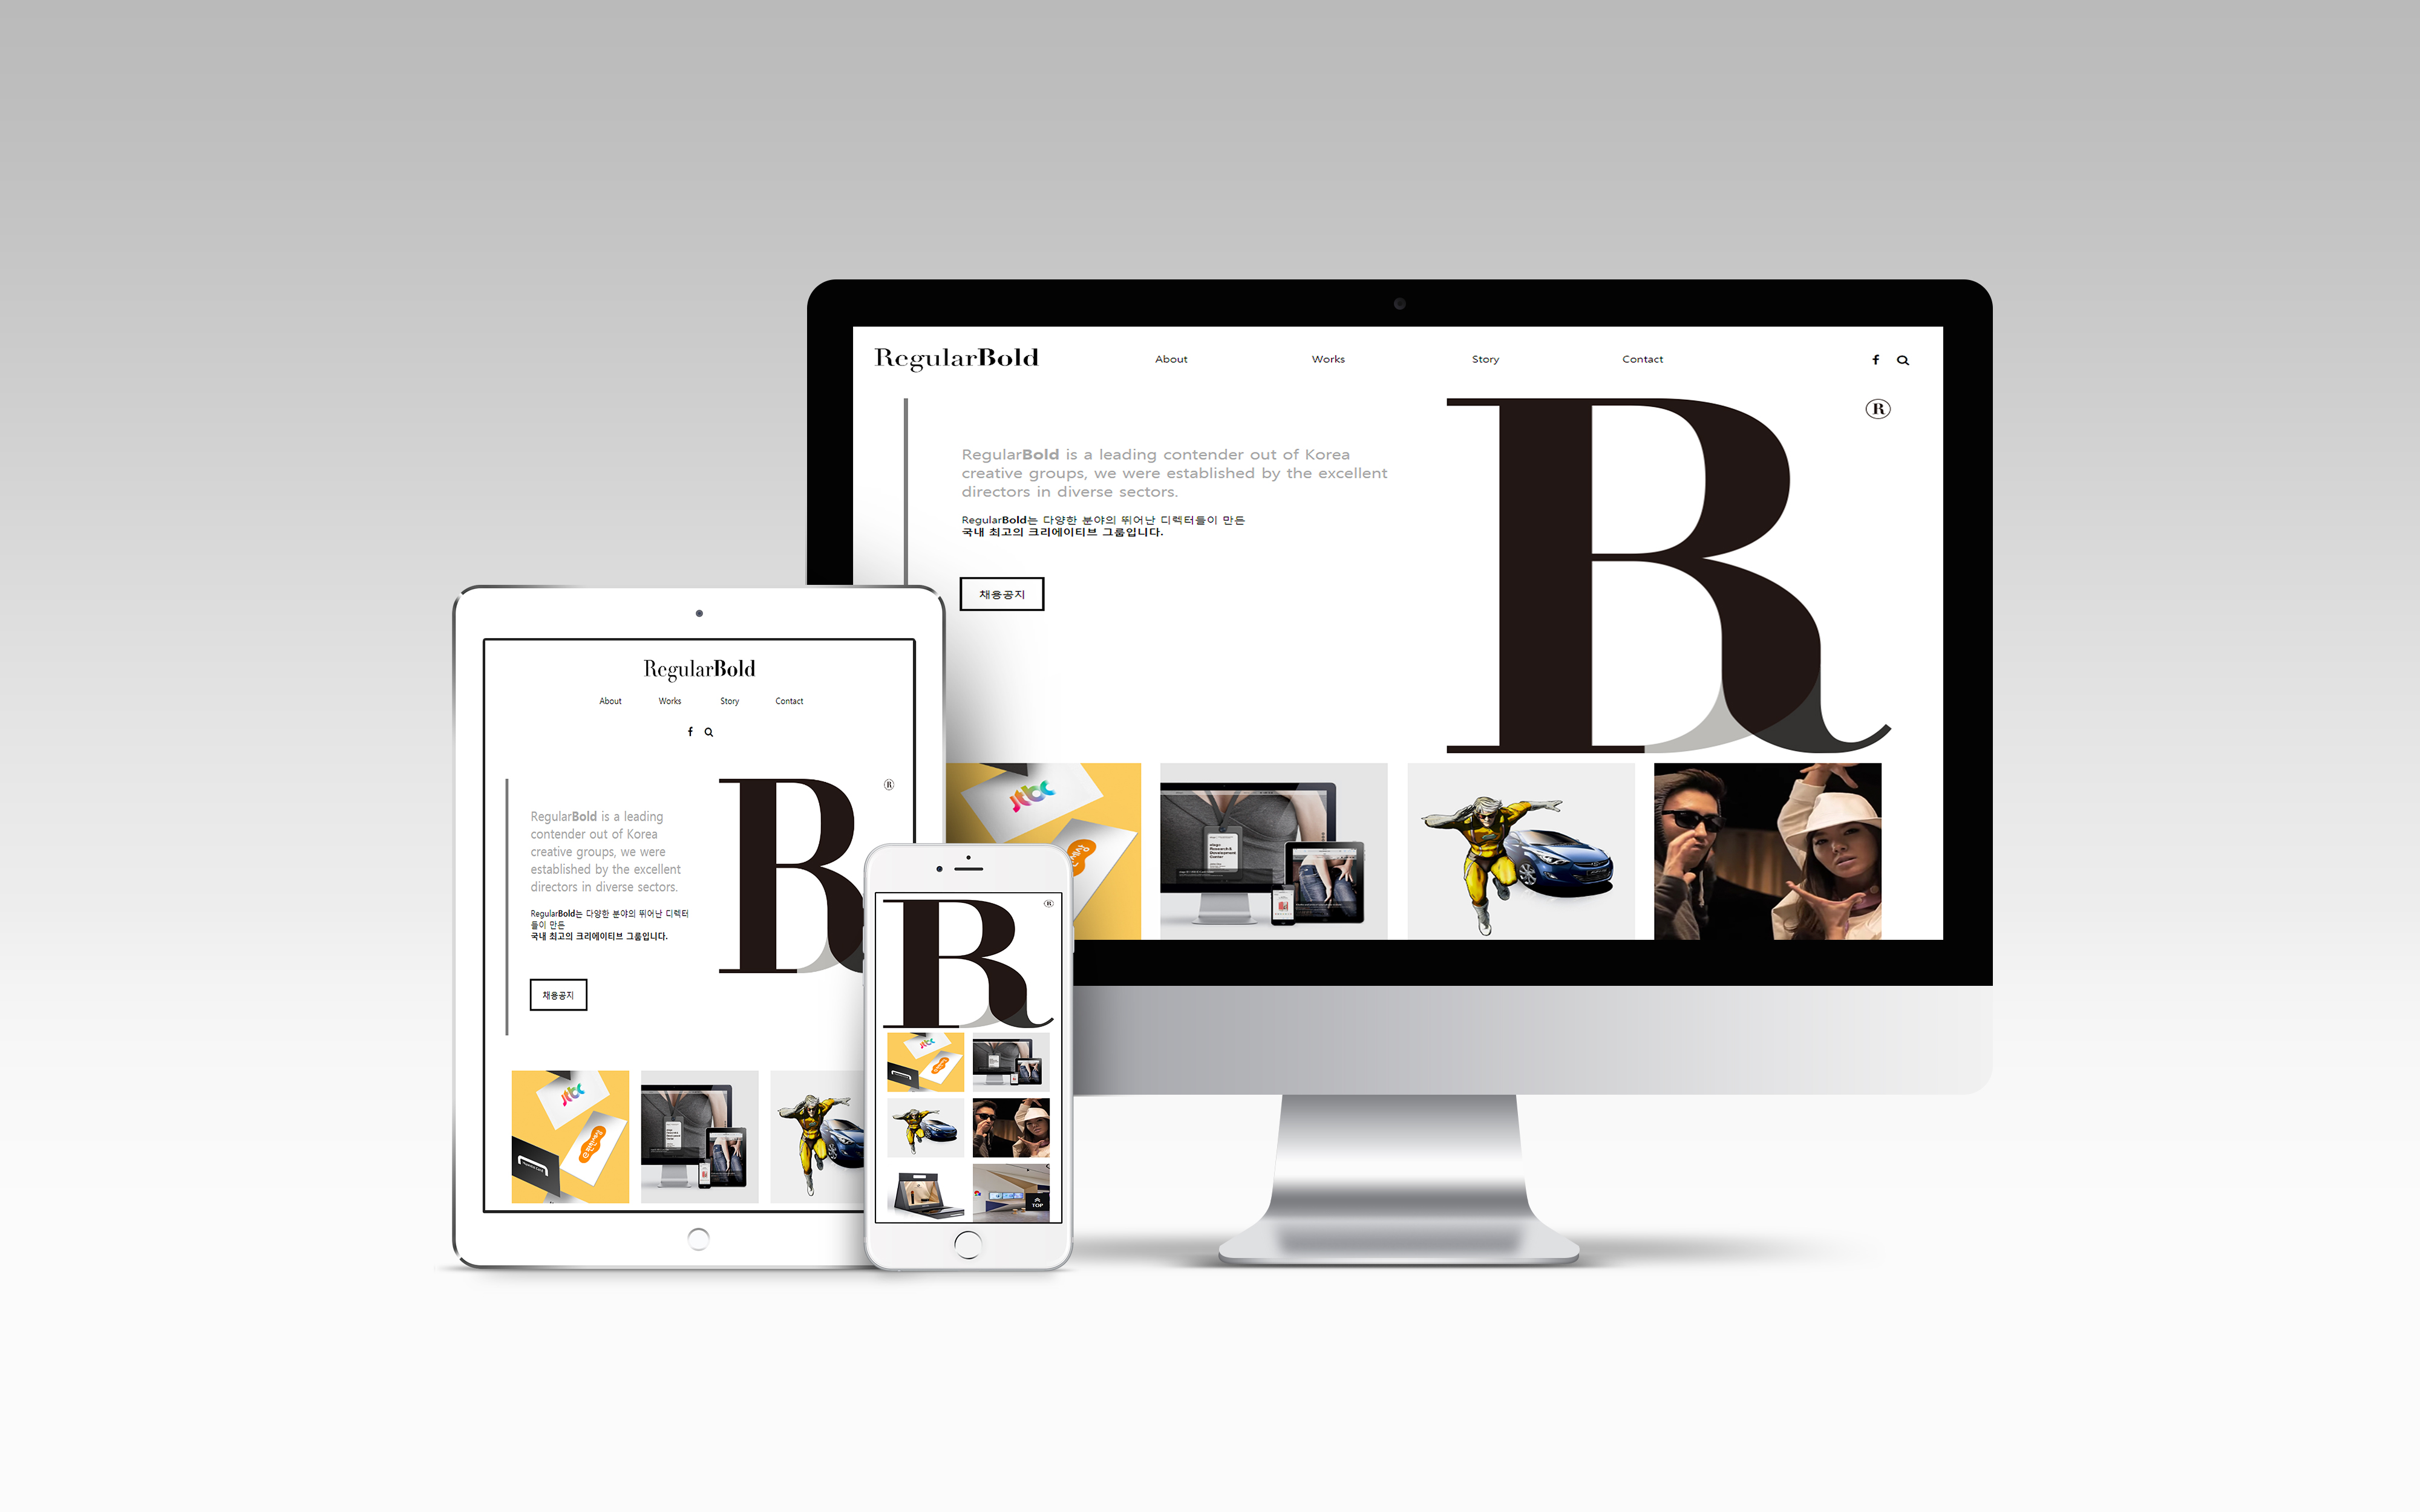 RegularBold
About Works Story Contact
R
RegularBold is a leading contender out of Korea
creative groups, we were established by the excellent
directors in diverse sectors.
RegularBold는 다양한 분야의 뛰어난 디렉터들이 만든
국내 최고의 크리에이티브 그룹입니다.
채용공지
R
jtbc
Research &
Development
Center
RegularBold
About Works Story Contact
R
RegularBold is a leading
contender out of Korea
creative groups, we were
established by the excellent
directors in diverse sectors.
RegularBold는 다양한 분야의 뛰어난 디렉터
들이 만든
국내 최고의 크리에이티브 그룹입니다.
채용공지
R
jtbc
R
R
jtbc
TOP